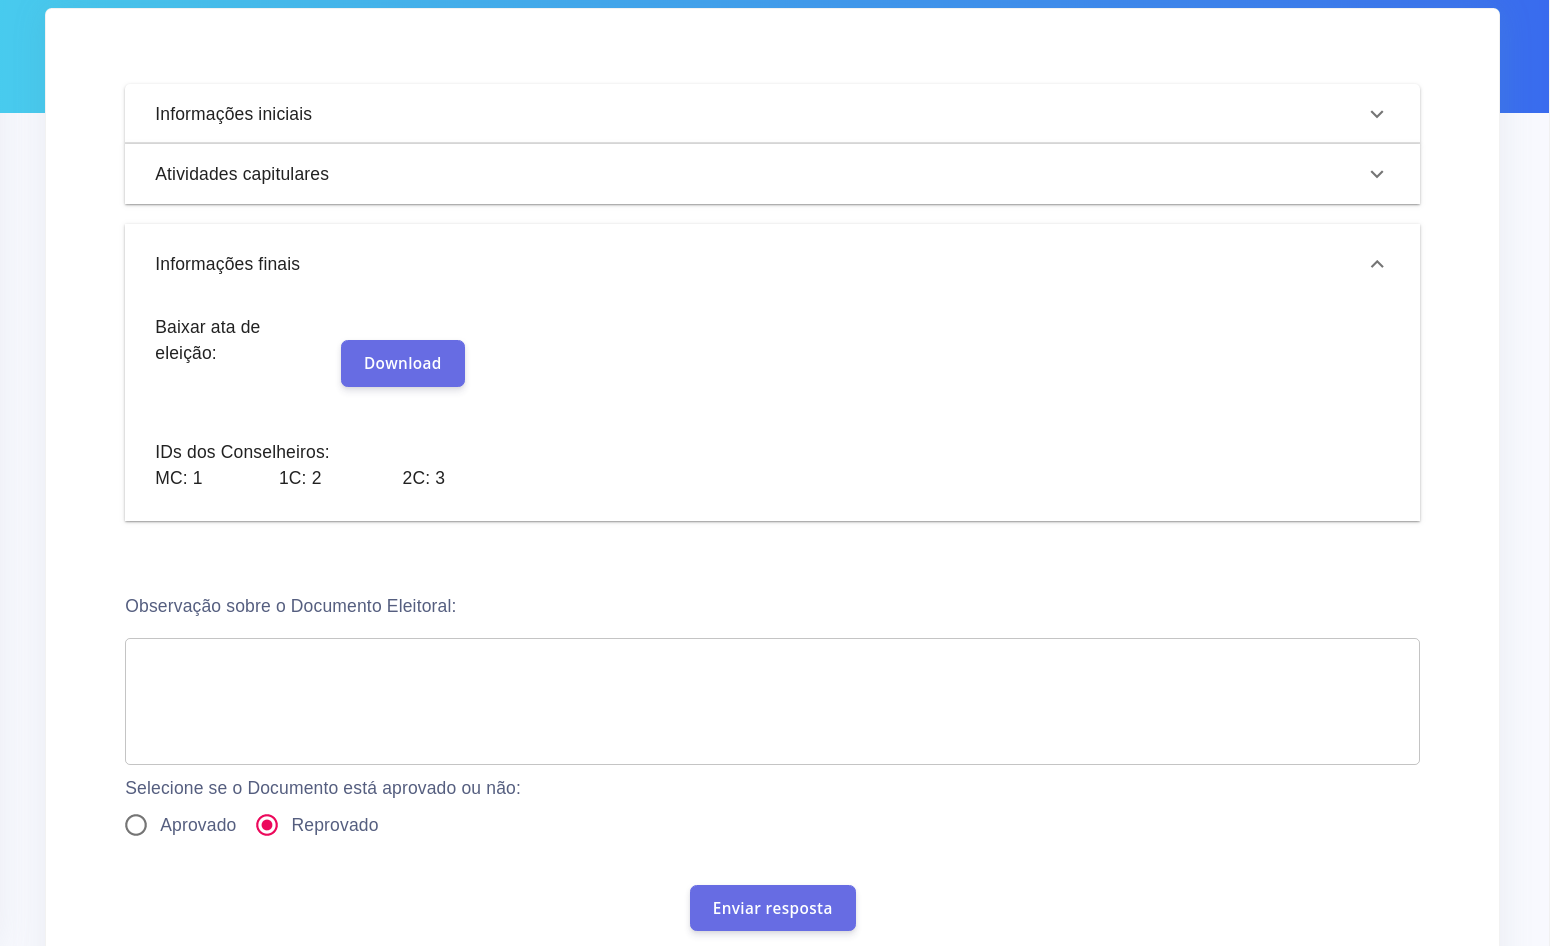 Informações iniciais
Atividades capitulares
Informações finais
Baixar ata de
eleição:
Download
IDs dos Conselheiros:
MC: 1 1C: 2 2C: 3
Observação sobre o Documento Eleitoral:
Selecione se o Documento está aprovado ou não:
Aprovado Reprovado
Enviar resposta